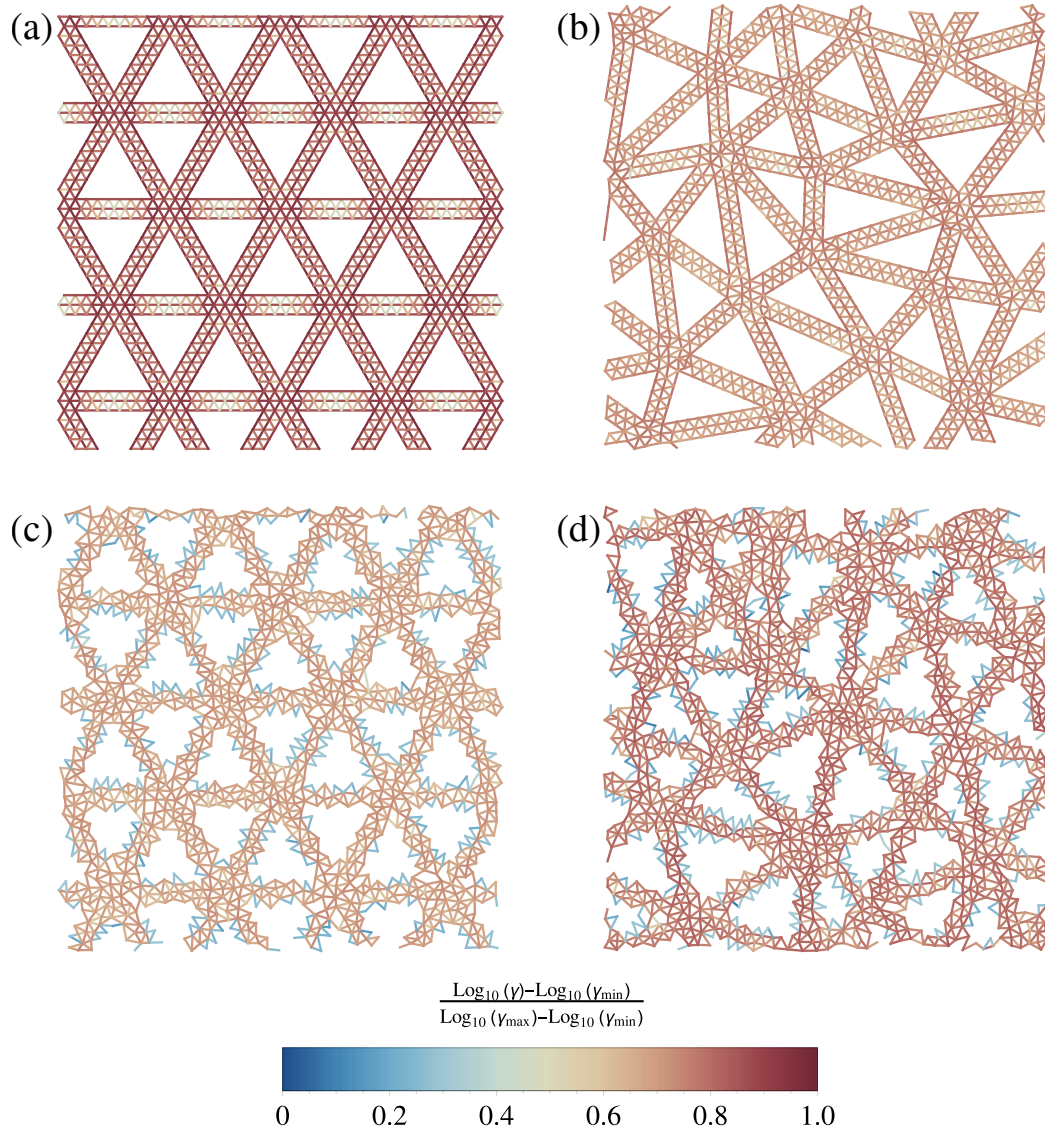 (a)
(b)
(c)
(d)
Log₁₀ (γ)−Log₁₀ (γmin)
Log₁₀ (γmax)−Log₁₀ (γmin)
0 0.2 0.4 0.6 0.8 1.0